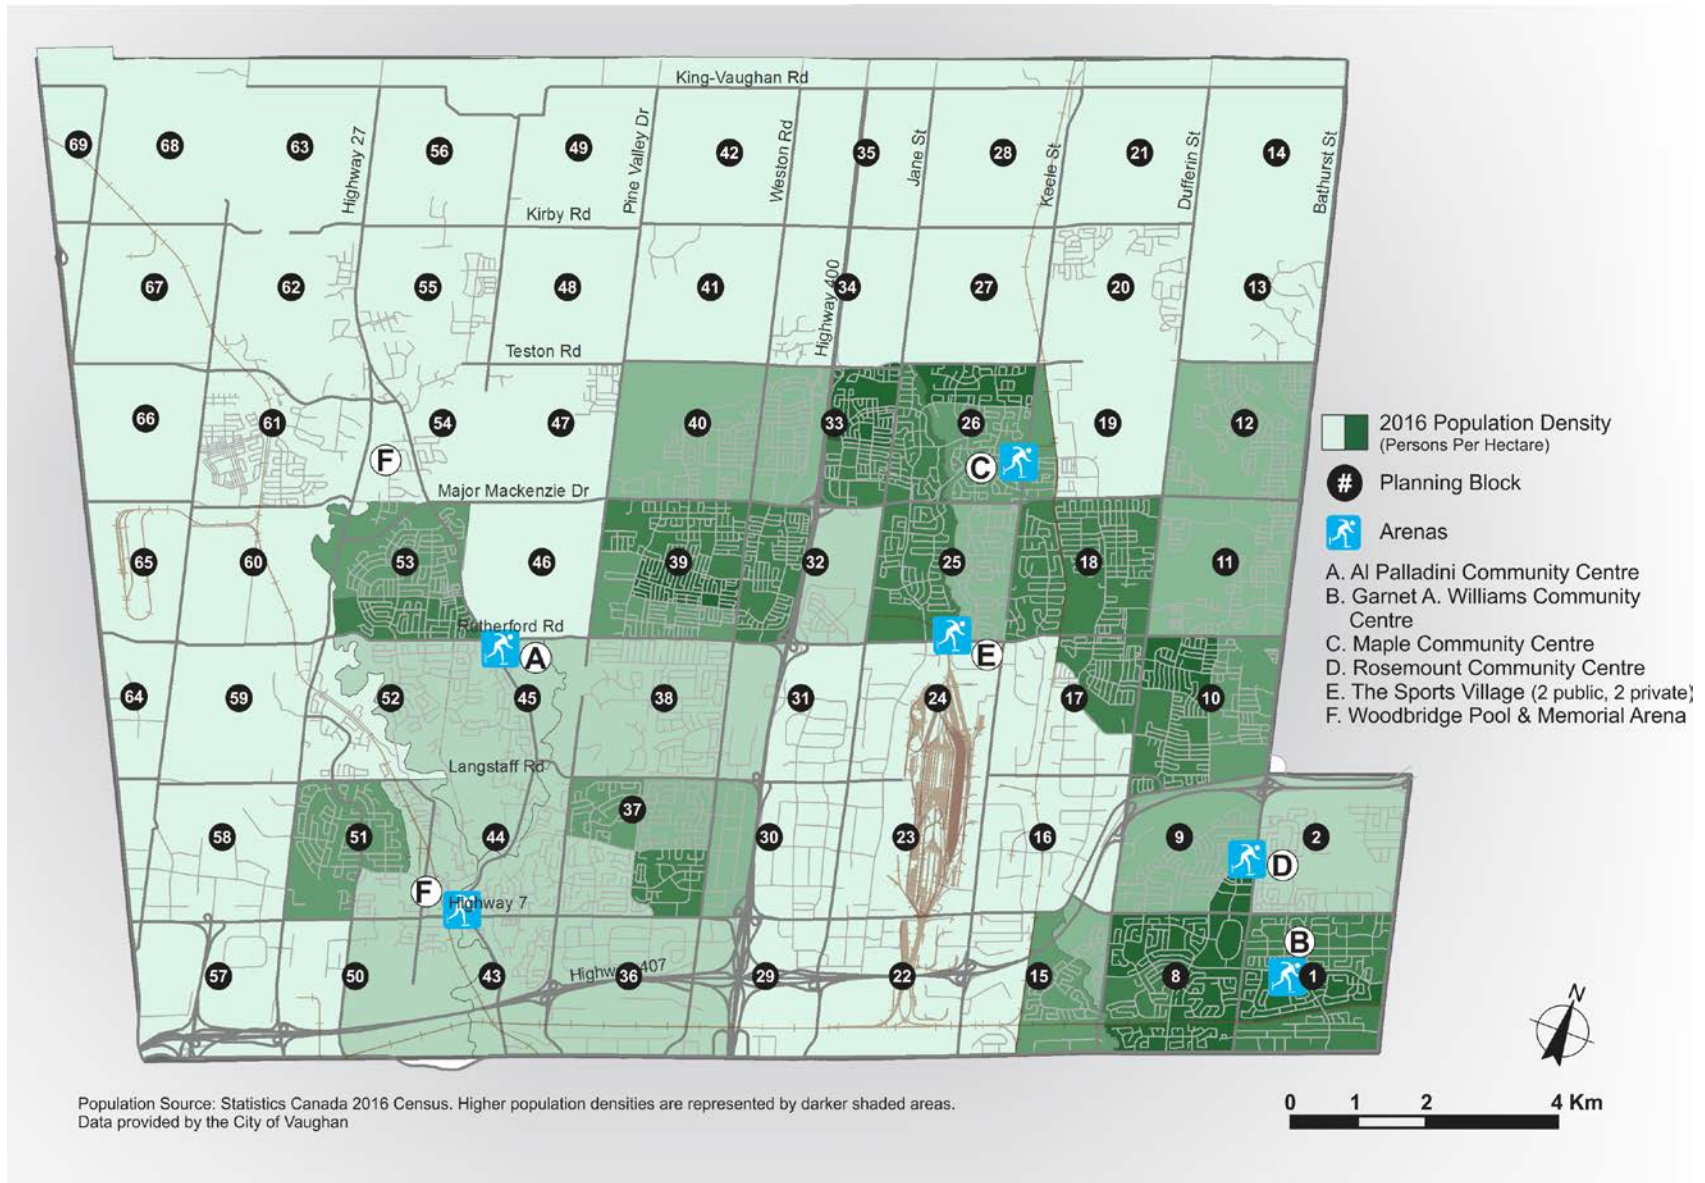 King-Vaughan Rd
69
68
63
Highway 27
56
49
Pine Valley Dr
42
Weston Rd
35
Jane St
28
Keele St
21
Dufferin St
14
Bathurst St
Kirby Rd
67
62
55
48
41
Highway 400
34
27
20
13
Teston Rd
66
61
54
47
40
33
26
19
12
F
C
Major Mackenzie Dr
65
60
53
46
39
32
25
18
11
Rutherford Rd
A
E
64
59
52
45
38
31
24
17
10
Langstaff Rd
58
51
44
37
30
23
16
9
2
D
F
Highway 7
B
57
50
43
Highway 407
36
29
22
15
8
1
2016 Population Density
(Persons Per Hectare)
# Planning Block
Arenas
A. Al Palladini Community Centre
B. Garnet A. Williams Community
Centre
C. Maple Community Centre
D. Rosemount Community Centre
E. The Sports Village (2 public, 2 private)
F. Woodbridge Pool & Memorial Arena
N
0 1 2 4 Km
Population Source: Statistics Canada 2016 Census. Higher population densities are represented by darker shaded areas.
Data provided by the City of Vaughan